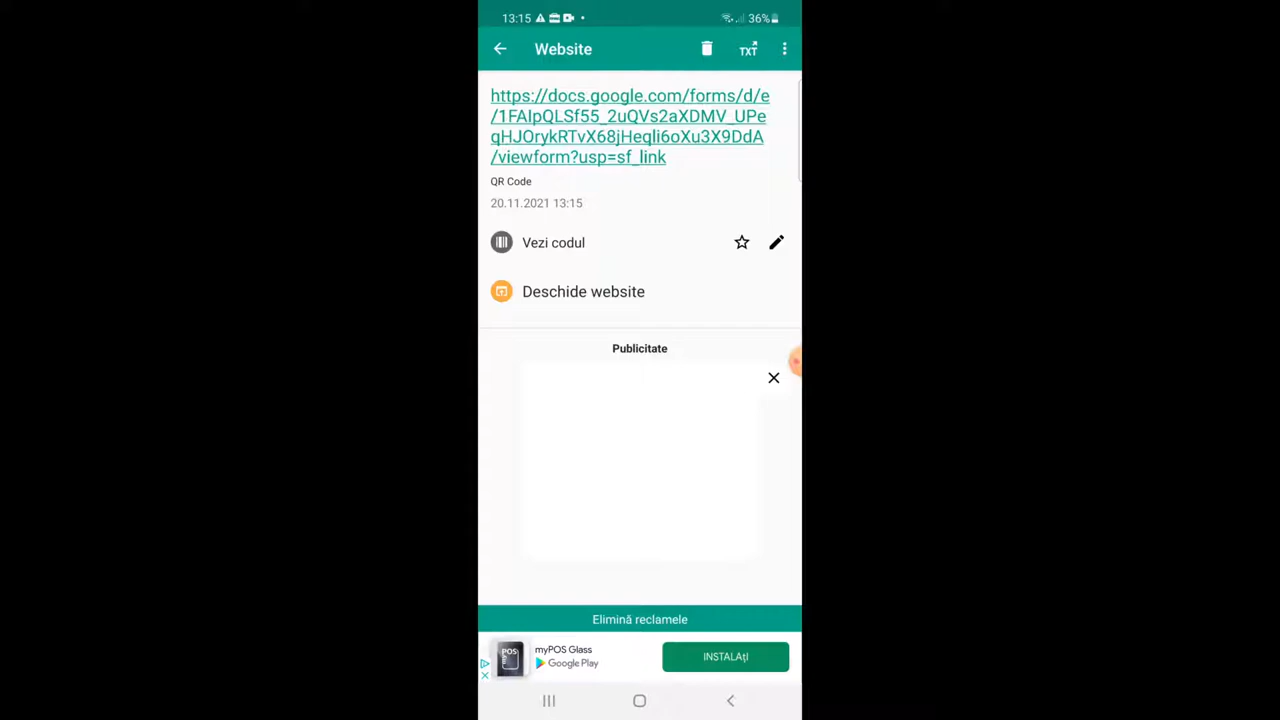 13:15 36%
Website TXT
https://docs.google.com/forms/d/e
/1FAIpQLSf55_2uQVs2aXDMV_UPe
qHJOrykRTvX68jHeqli6oXu3X9DdA
/viewform?usp=sf_link
QR Code
20.11.2021 13:15
Vezi codul
Deschide website
Publicitate
Elimină reclamele
myPOS Glass
Google Play
INSTALAȚI